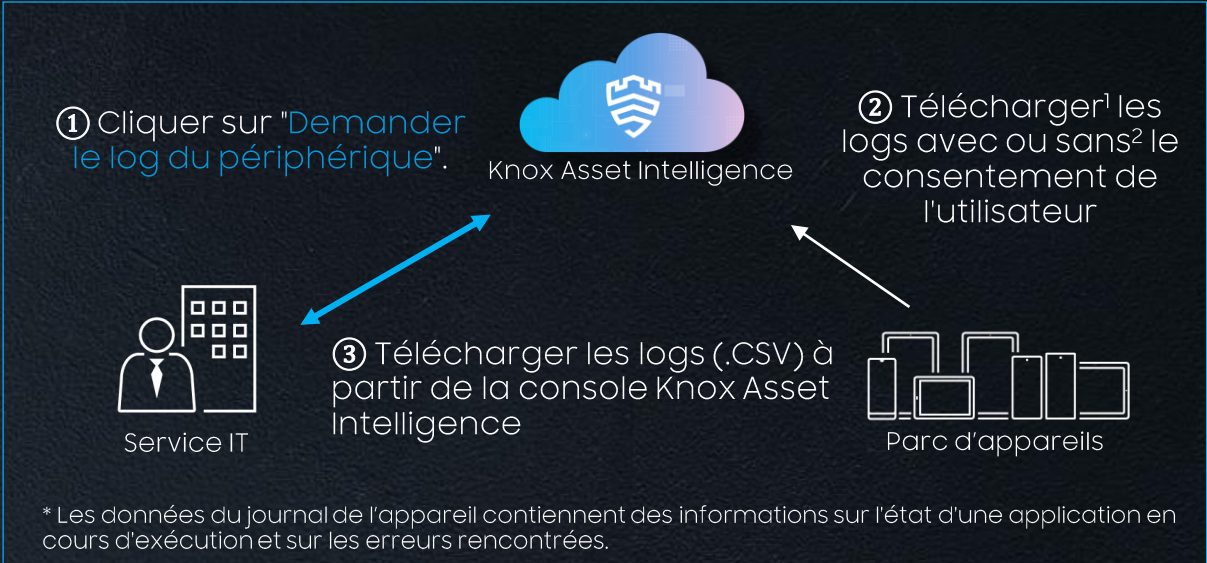 ① Cliquer sur "Demander
le log du périphérique".
Knox Asset Intelligence
② Télécharger¹ les
logs avec ou sans² le
consentement de
l'utilisateur
③ Télécharger les logs (.CSV) à
partir de la console Knox Asset
Intelligence
Service IT
Parc d’appareils
* Les données du journal de l’appareil contiennent des informations sur l'état d'une application en
cours d'exécution et sur les erreurs rencontrées.